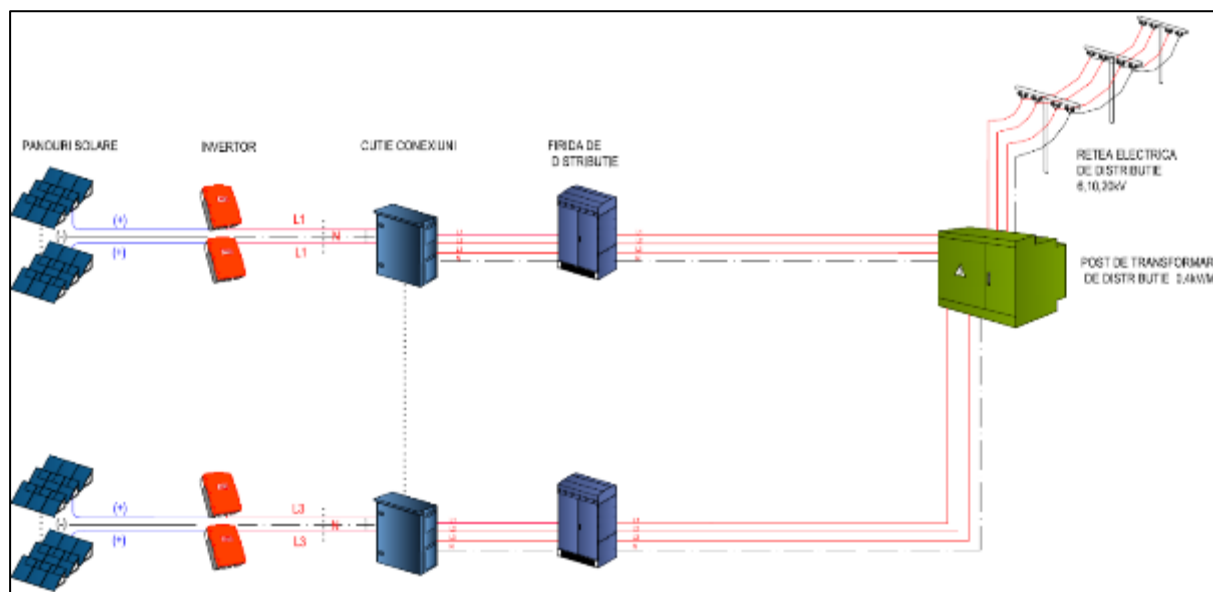 PANOURI SOLARE
INVERTOR
CUTIE CONEXIUNI
FIRIDA DE
DISTRIBUTIE
RETEA ELECTRICA
DE DISTRIBUTIE
6,10,20kV
POST DE TRANSFORMAR
DE DISTRIBUTIE 0.4kV/M
(+)
L1
(-)
N
(+)
L1
(+)
L3
(-)
N
(+)
L3